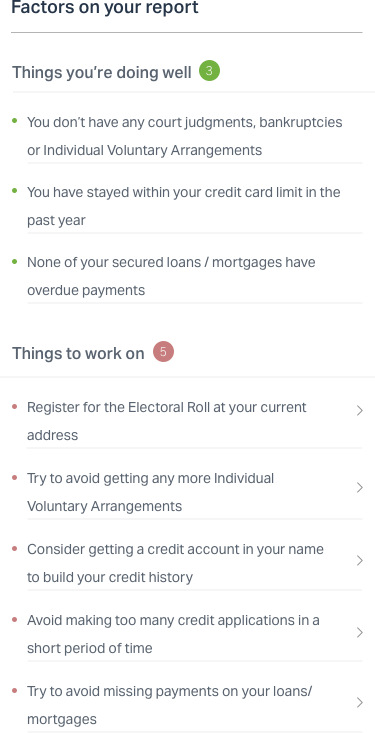 Factors on your report
Things you’re doing well 3
You don’t have any court judgments, bankruptcies
or Individual Voluntary Arrangements
You have stayed within your credit card limit in the
past year
None of your secured loans / mortgages have
overdue payments
Things to work on 5
Register for the Electoral Roll at your current
address
Try to avoid getting any more Individual
Voluntary Arrangements
Consider getting a credit account in your name
to build your credit history
Avoid making too many credit applications in a
short period of time
Try to avoid missing payments on your loans/
mortgages